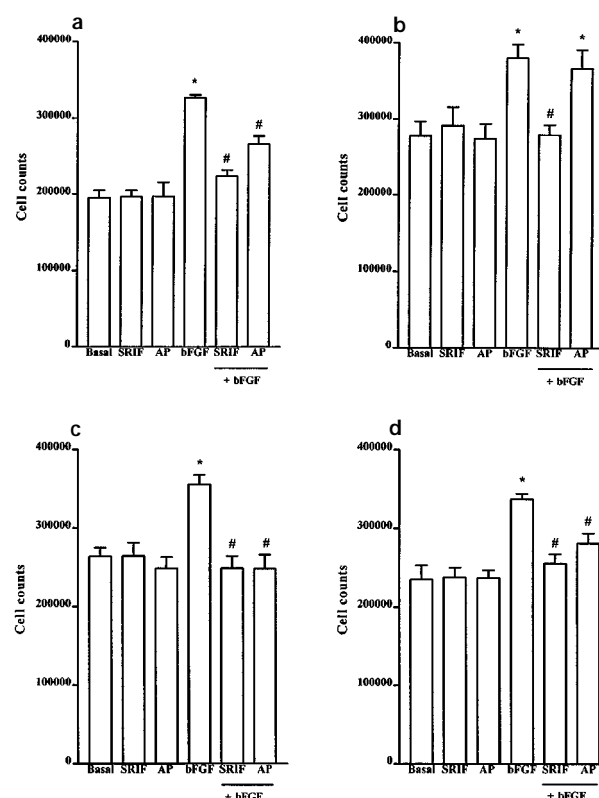 a
400000
300000
200000
100000
0
Cell counts
*
#
#
Basal SRIF AP bFGF SRIF AP
+ bFGF
b
400000
300000
200000
100000
0
Cell counts
*
#
*
Basal SRIF AP bFGF SRIF AP
+ bFGF
c
400000
300000
200000
100000
0
Cell counts
*
#
#
Basal SRIF AP bFGF SRIF AP
+ bFGF
d
400000
300000
200000
100000
0
Cell counts
*
#
#
Basal SRIF AP bFGF SRIF AP
+ bFGF